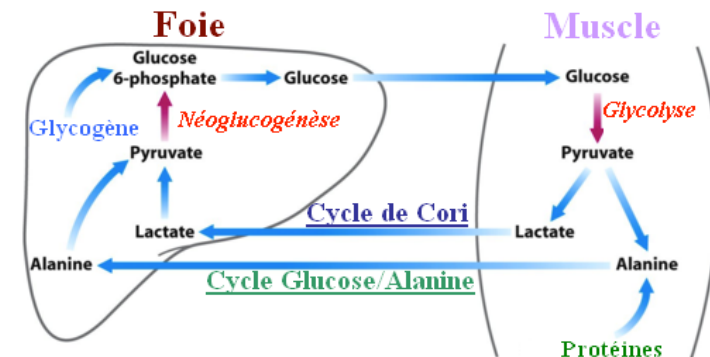 Foie
Muscle
Glucose
6-phosphate
Glucose
Glucose
Glycogène
Néoglucogénèse
Glycolyse
Pyruvate
Pyruvate
Cycle de Cori
Lactate
Lactate
Alanine
Alanine
Cycle Glucose/Alanine
Protéines